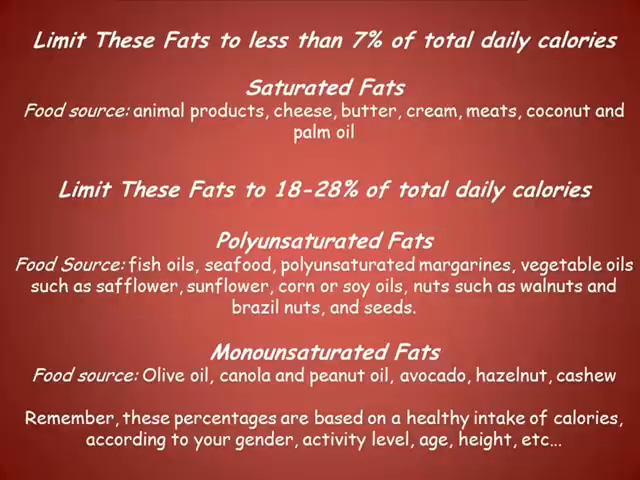 Limit These Fats to less than 7% of total daily calories
Saturated Fats
Food source: animal products, cheese, butter, cream, meats, coconut and
palm oil
Limit These Fats to 18-28% of total daily calories
Polyunsaturated Fats
Food Source: fish oils, seafood, polyunsaturated margarines, vegetable oils
such as safflower, sunflower, corn or soy oils, nuts such as walnuts and
brazil nuts, and seeds.
Monounsaturated Fats
Food source: Olive oil, canola and peanut oil, avocado, hazelnut, cashew
Remember, these percentages are based on a healthy intake of calories,
according to your gender, activity level, age, height, etc...